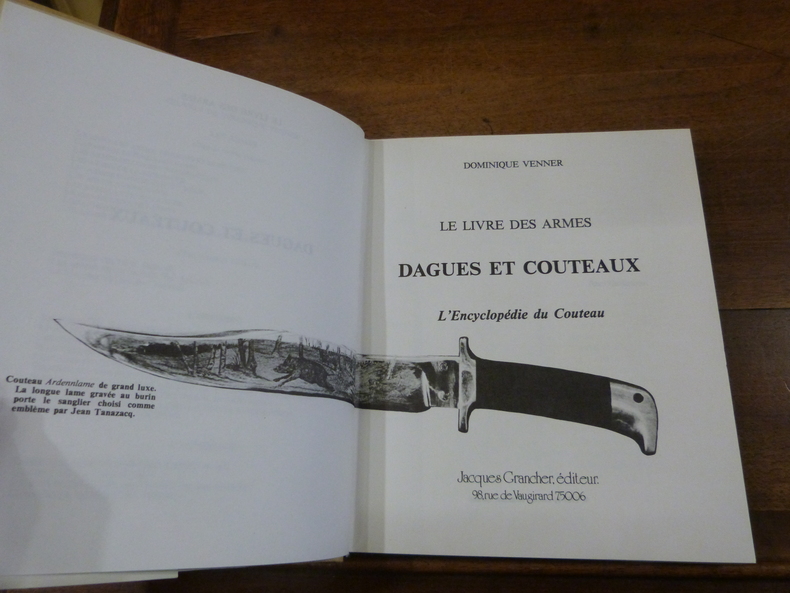 Couteau Ardennlame de grand luxe.
La longue lame gravée au burin
porte le sanglier choisi comme
emblème par Jean Tanazacq.
DOMINIQUE VENNER
LE LIVRE DES ARMES
DAGUES ET COUTEAUX
L'Encyclopédie du Couteau
Jacques Grancher, éditeur.
98, rue de Vaugirard 75006